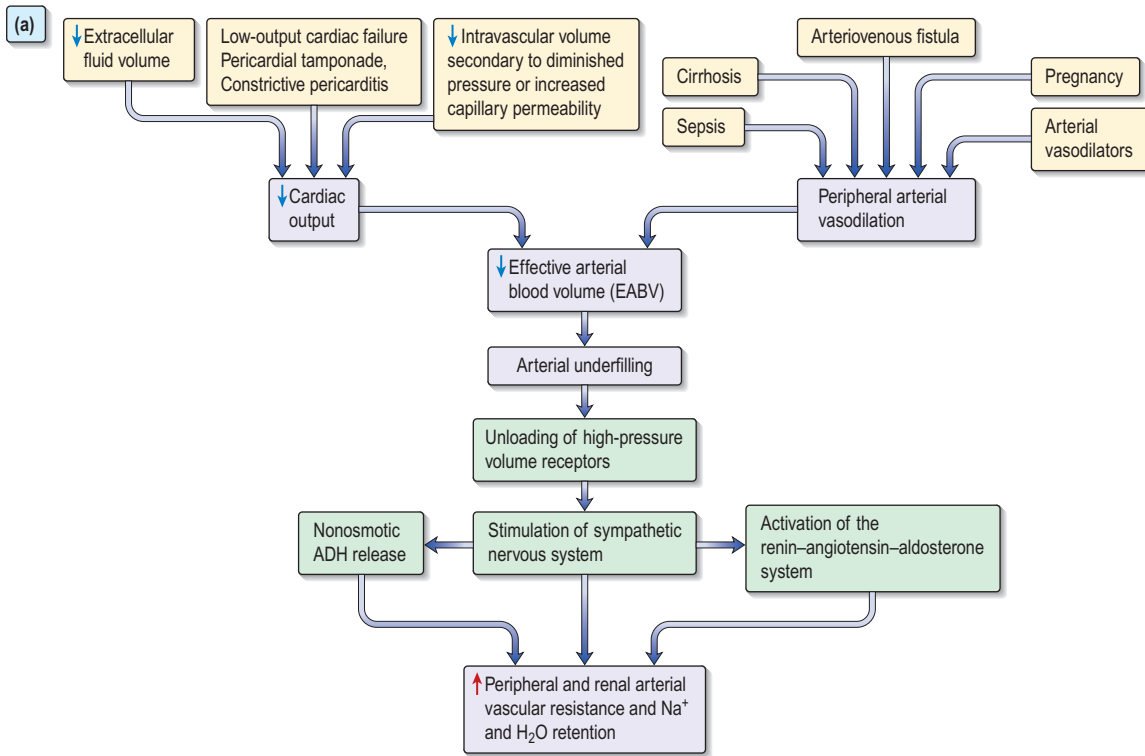 (a)
↓ Extracellular
fluid volume
Low-output cardiac failure
Pericardial tamponade,
Constrictive pericarditis
↓ Intravascular volume
secondary to diminished
pressure or increased
capillary permeability
Arteriovenous fistula
Cirrhosis
Pregnancy
Sepsis
Arterial
vasodilators
↓ Cardiac
output
Peripheral arterial
vasodilation
↓ Effective arterial
blood volume (EABV)
Arterial underfilling
Unloading of high-pressure
volume receptors
Nonosmotic
ADH release
Stimulation of sympathetic
nervous system
Activation of the
renin–angiotensin–aldosterone
system
↑ Peripheral and renal arterial
vascular resistance and Na⁺
and H₂O retention